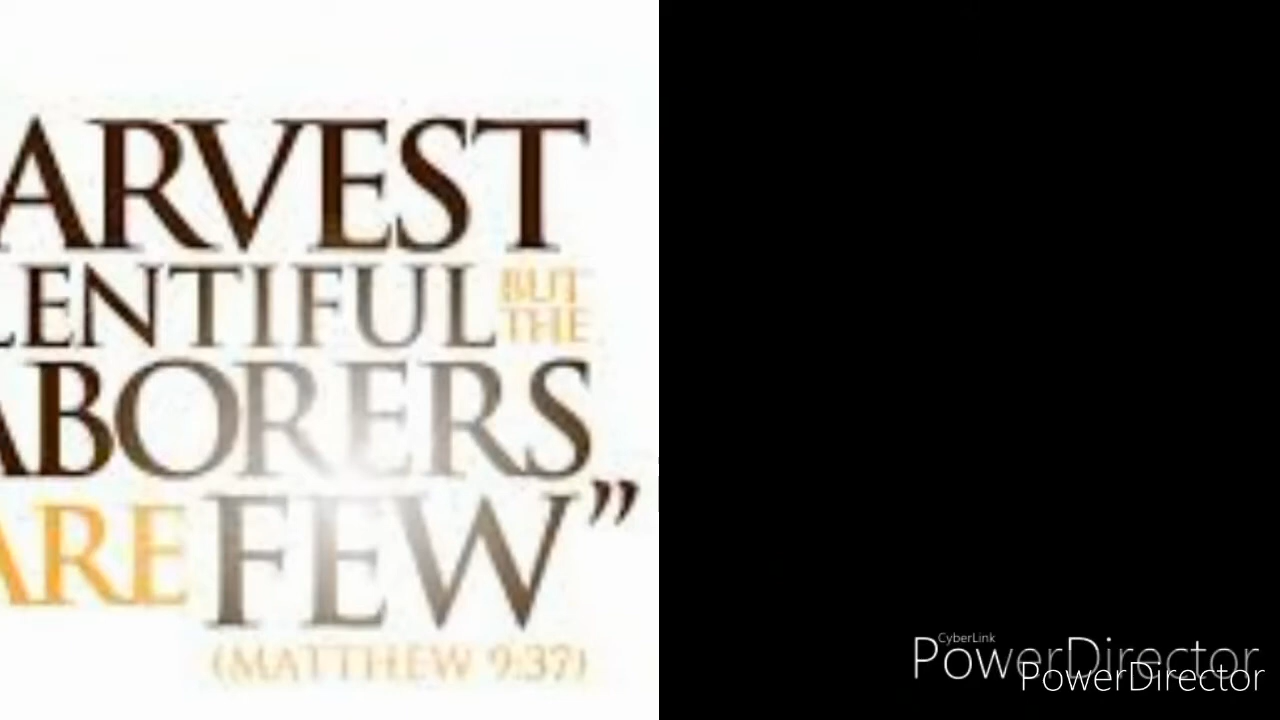 ARVEST
LENTIFUL BUT THE
ABORERS
ARE FEW”
(MATTHEW 9:37)
CyberLink
PowerDirector
PowerDirector